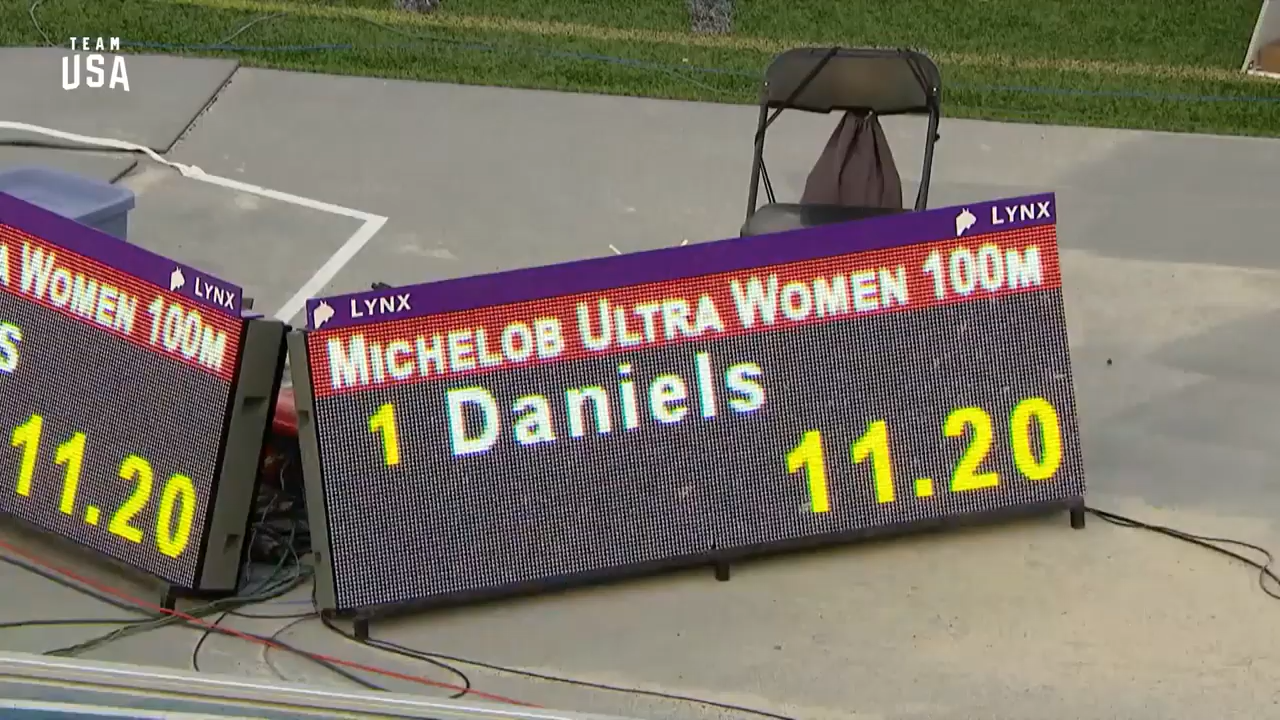 TEAM
USA
LYNX
WOMEN 100M
S
11.20
LYNX
LYNX
MICHELOB ULTRA WOMEN 100M
1 Daniels
11.20